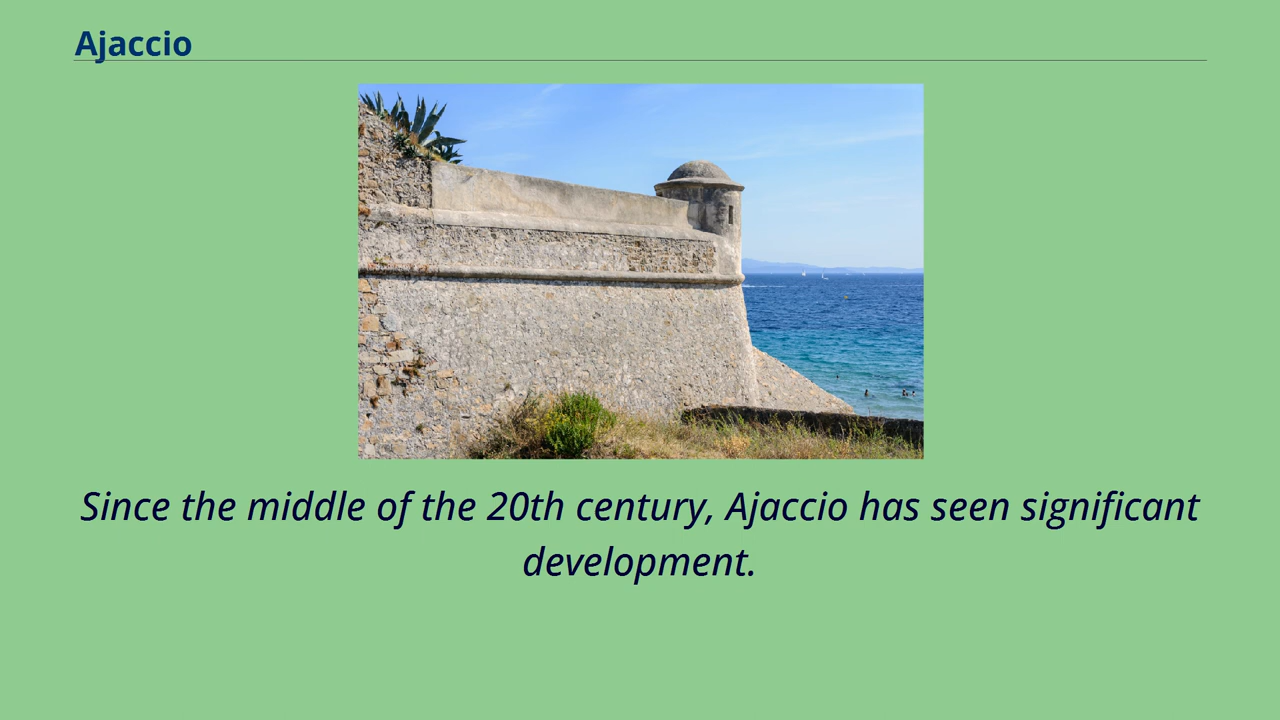 Ajaccio
Since the middle of the 20th century, Ajaccio has seen significant
development.